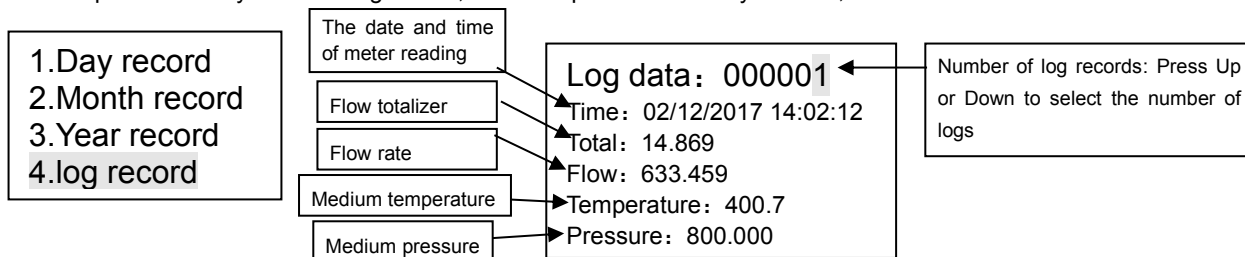 1.Day record
2.Month record
3.Year record
4.log record
The date and time
of meter reading
Flow totalizer
Flow rate
Medium temperature
Medium pressure
Log data：000001
Time：02/12/2017 14:02:12
Total：14.869
Flow：633.459
Temperature：400.7
Pressure：800.000
Number of log records: Press Up
or Down to select the number of
logs